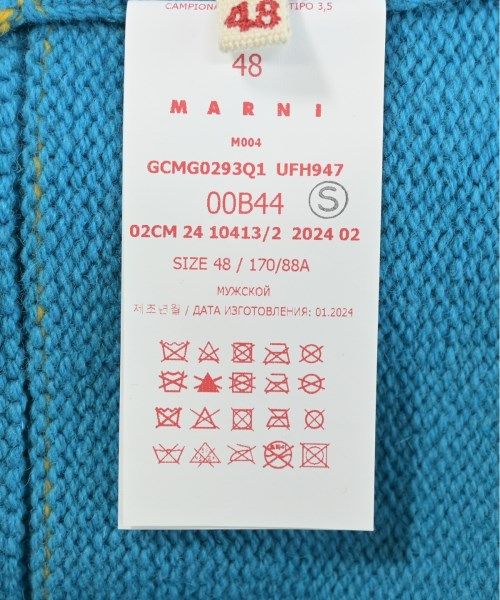 CAMPIONA TIPO 3,5
48
48
MARNI
M004
GCMG0293Q1 UFH947
00B44 S
02CM 24 10413/2 2024 02
SIZE 48 / 170/88A
МУЖСКОЙ
제조년월 / ДАТА ИЗГОТОВЛЕНИЯ: 01.2024